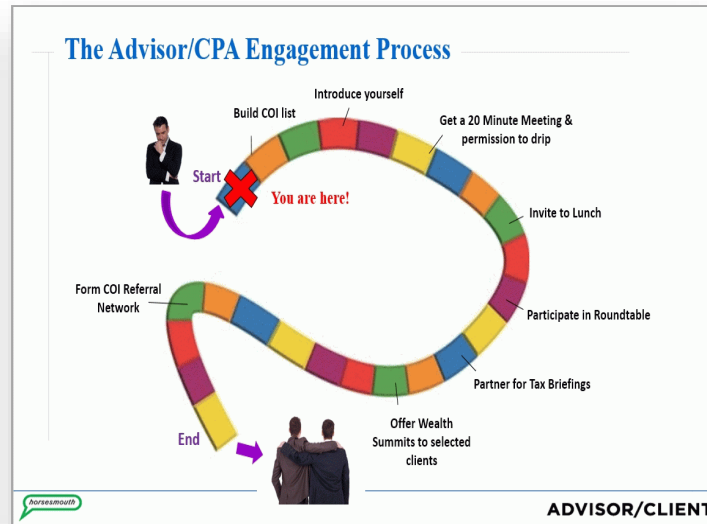 The Advisor/CPA Engagement Process
Introduce yourself
Build COI list
Get a 20 Minute Meeting &
permission to drip
Start
You are here!
Invite to Lunch
Form COI Referral
Network
Participate in Roundtable
Partner for Tax Briefings
Offer Wealth
Summits to selected
clients
End
horsesmouth
ADVISOR/CLIENT